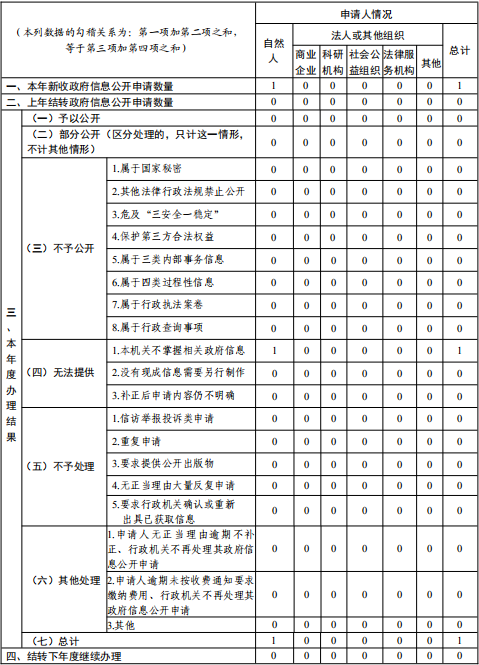 （本列数据的勾稽关系为：第一项加第二项之和，
等于第三项加第四项之和）
申请人情况
自然人
法人或其他组织
总计
商业企业
科研机构
社会公益组织
法律服务机构
其他
一、本年新收政府信息公开申请数量 1 0 0 0 0 0 1
二、上年结转政府信息公开申请数量 0 0 0 0 0 0 0
三、本年度办理结果
（一）予以公开 0 0 0 0 0 0 0
（二）部分公开（区分处理的，只计这一情形，
不计其他情形） 0 0 0 0 0 0 0
（三）不予公开
1.属于国家秘密 0 0 0 0 0 0 0
2.其他法律行政法规禁止公开 0 0 0 0 0 0 0
3.危及“三安全一稳定” 0 0 0 0 0 0 0
4.保护第三方合法权益 0 0 0 0 0 0 0
5.属于三类内部事务信息 0 0 0 0 0 0 0
6.属于四类过程性信息 0 0 0 0 0 0 0
7.属于行政执法案卷 0 0 0 0 0 0 0
8.属于行政查询事项 0 0 0 0 0 0 0
（四）无法提供
1.本机关不掌握相关政府信息 1 0 0 0 0 0 1
2.没有现成信息需要另行制作 0 0 0 0 0 0 0
3.补正后申请内容仍不明确 0 0 0 0 0 0 0
（五）不予处理
1.信访举报投诉类申请 0 0 0 0 0 0 0
2.重复申请 0 0 0 0 0 0 0
3.要求提供公开出版物 0 0 0 0 0 0 0
4.无正当理由大量反复申请 0 0 0 0 0 0 0
5.要求行政机关确认或重新
出具已获取信息 0 0 0 0 0 0 0
（六）其他处理
1.申请人无正当理由逾期不补
正、行政机关不再处理其政府信
息公开申请 0 0 0 0 0 0 0
2.申请人逾期未按收费通知要求
缴纳费用、行政机关不再处理其
政府信息公开申请 0 0 0 0 0 0 0
3.其他 0 0 0 0 0 0 0
（七）总计 1 0 0 0 0 0 1
四、结转下年度继续办理 0 0 0 0 0 0 0